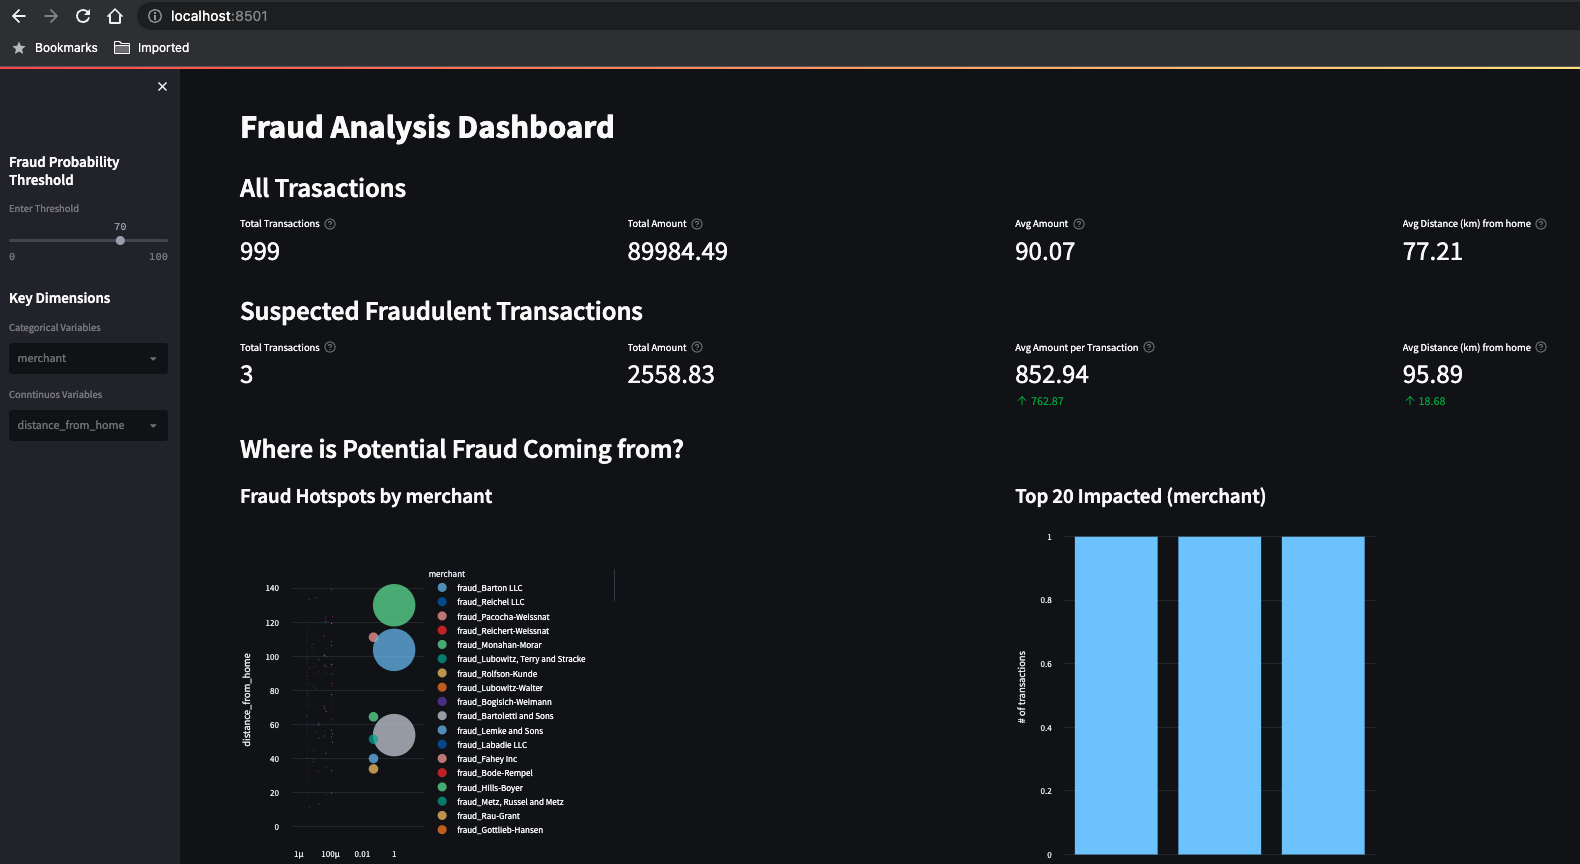 localhost:8501
Bookmarks
Imported
Fraud Probability
Threshold
Enter Threshold
70
0 100
Key Dimensions
Categorical Variables
merchant
Conntinuos Variables
distance_from_home
Fraud Analysis Dashboard
All Trasactions
Total Transactions
999
Total Amount
89984.49
Avg Amount
90.07
Avg Distance (km) from home
77.21
Suspected Fraudulent Transactions
Total Transactions
3
Total Amount
2558.83
Avg Amount per Transaction
852.94
↑ 762.87
Avg Distance (km) from home
95.89
↑ 18.68
Where is Potential Fraud Coming from?
Fraud Hotspots by merchant
distance_from_home
140
120
100
80
60
40
20
0
1μ 100μ 0.01 1
merchant
fraud_Barton LLC
fraud_Reichel LLC
fraud_Pacocha-Weissnat
fraud_Reichert-Weissnat
fraud_Monahan-Morar
fraud_Lubowitz, Terry and Stracke
fraud_Rolfson-Kunde
fraud_Lubowitz-Walter
fraud_Bogisich-Weimann
fraud_Bartoletti and Sons
fraud_Lemke and Sons
fraud_Labadie LLC
fraud_Fahey Inc
fraud_Bode-Rempel
fraud_Hills-Boyer
fraud_Metz, Russel and Metz
fraud_Rau-Grant
fraud_Gottlieb-Hansen
Top 20 Impacted (merchant)
# of transactions
1
0.8
0.6
0.4
0.2
0